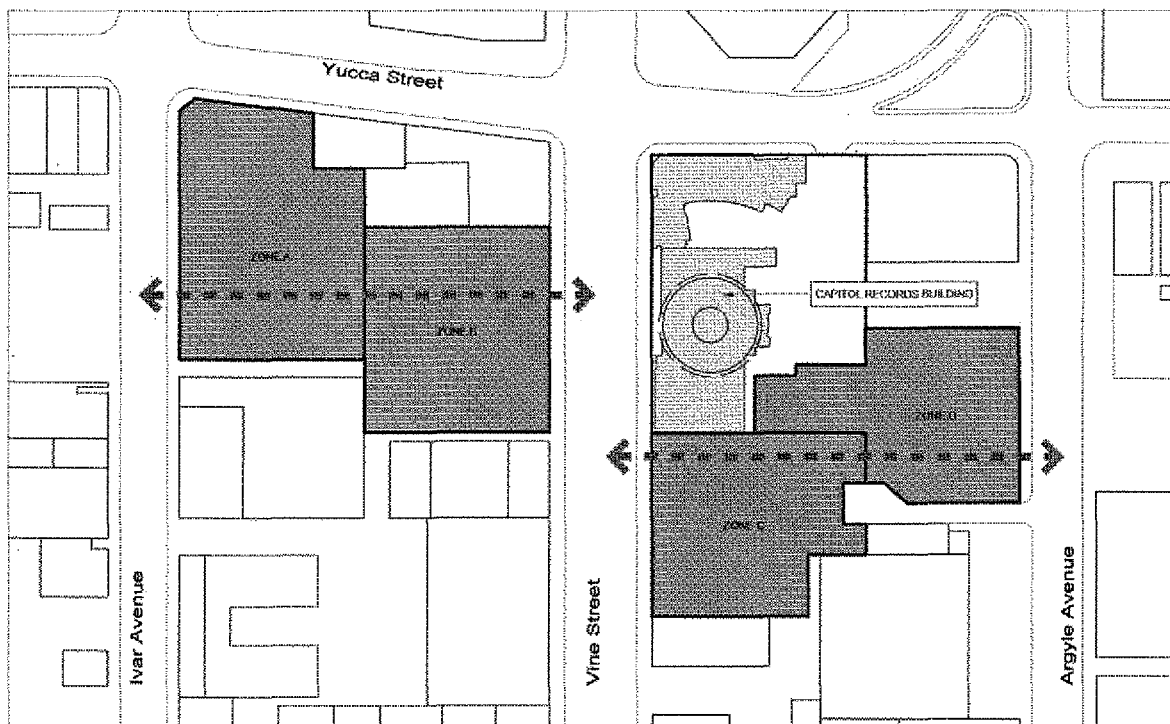 Yucca Street
ZONE A
CAPITOL RECORDS BUILDING
ZONE B
ZONE D
ZONE C
Ivar Avenue
Vine Street
Argyle Avenue